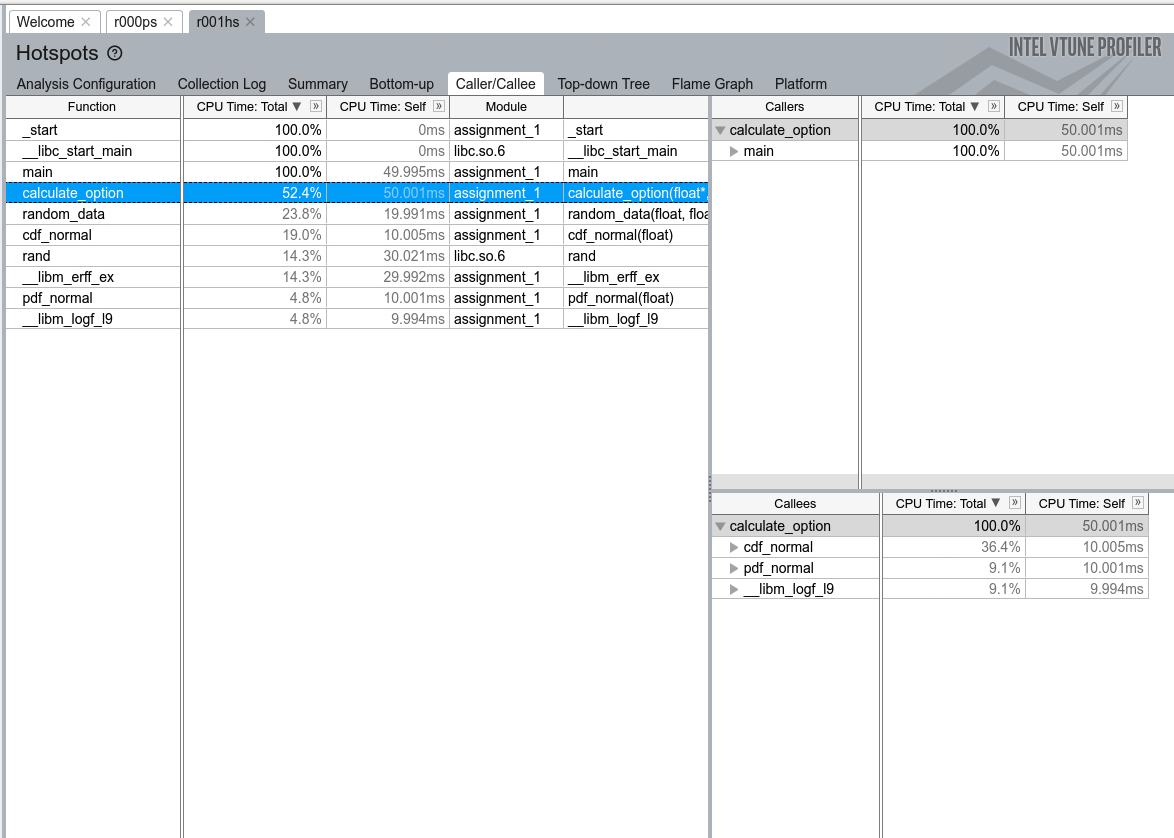 Welcome r000ps r001hs
Hotspots
INTEL VTUNE PROFILER
Analysis Configuration Collection Log Summary Bottom-up Caller/Callee Top-down Tree Flame Graph Platform
Function CPU Time: Total CPU Time: Self Module
_start 100.0% 0ms assignment_1 _start
__libc_start_main 100.0% 0ms libc.so.6 __libc_start_main
main 100.0% 49.995ms assignment_1 main
calculate_option 52.4% 50.001ms assignment_1 calculate_option(float*,
random_data 23.8% 19.991ms assignment_1 random_data(float, floa
cdf_normal 19.0% 10.005ms assignment_1 cdf_normal(float)
rand 14.3% 30.021ms libc.so.6 rand
__libm_erff_ex 14.3% 29.992ms assignment_1 __libm_erff_ex
pdf_normal 4.8% 10.001ms assignment_1 pdf_normal(float)
__libm_logf_l9 4.8% 9.994ms assignment_1 __libm_logf_l9
Callers CPU Time: Total CPU Time: Self
calculate_option 100.0% 50.001ms
main 100.0% 50.001ms
Callees CPU Time: Total CPU Time: Self
calculate_option 100.0% 50.001ms
cdf_normal 36.4% 10.005ms
pdf_normal 9.1% 10.001ms
__libm_logf_l9 9.1% 9.994ms